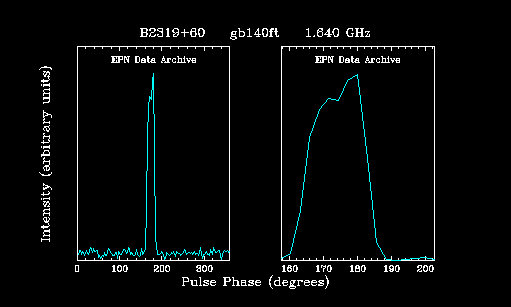 B2319+60 gb140ft 1.640 GHz
EPN Data Archive EPN Data Archive
Intensity (arbitrary units)
0 100 200 300 160 170 180 190 200
Pulse Phase (degrees)